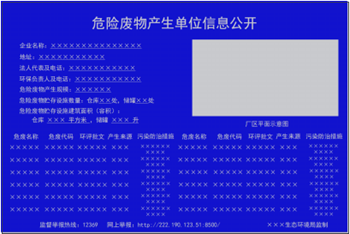 危险废物产生单位信息公开
企业名称：×××××××××××××××
地址：×××××××××××
法人代表及电话：×××××××××××
环保负责人及电话：×××××××××××
危险废物产生规模：××××××
危险废物贮存设施数量：仓库××处，储罐××处
危险废物贮存设施建筑面积（容积）：
仓库 ××× 平方米，储罐 ××× 升
厂区平面示意图
危废名称 危废代码 环评批文 产生来源 污染防治措施 危废名称 危废代码 环评批文 产生来源 污染防治措施
监督举报热线：12369 网上举报：http://222.190.123.51:8500/ ×××生态环境局监制